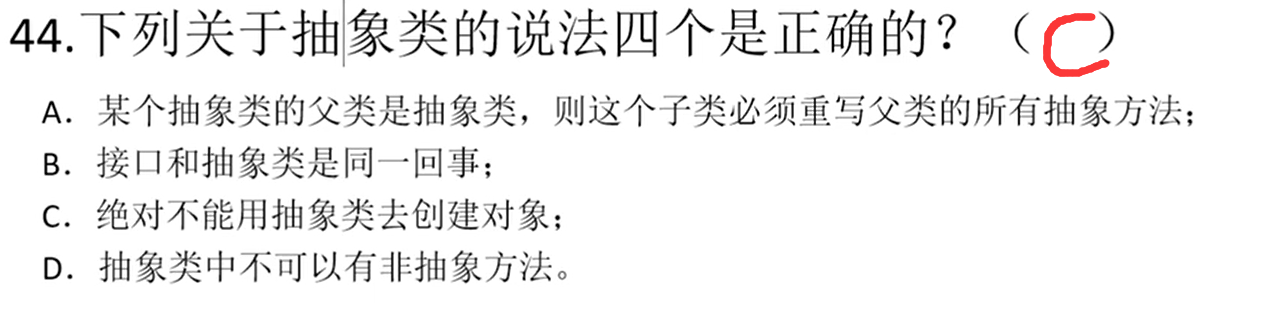 44.下列关于抽象类的说法四个是正确的？（C）
A. 某个抽象类的父类是抽象类，则这个子类必须重写父类的所有抽象方法；
B. 接口和抽象类是同一回事；
C. 绝对不能用抽象类去创建对象；
D. 抽象类中不可以有非抽象方法。